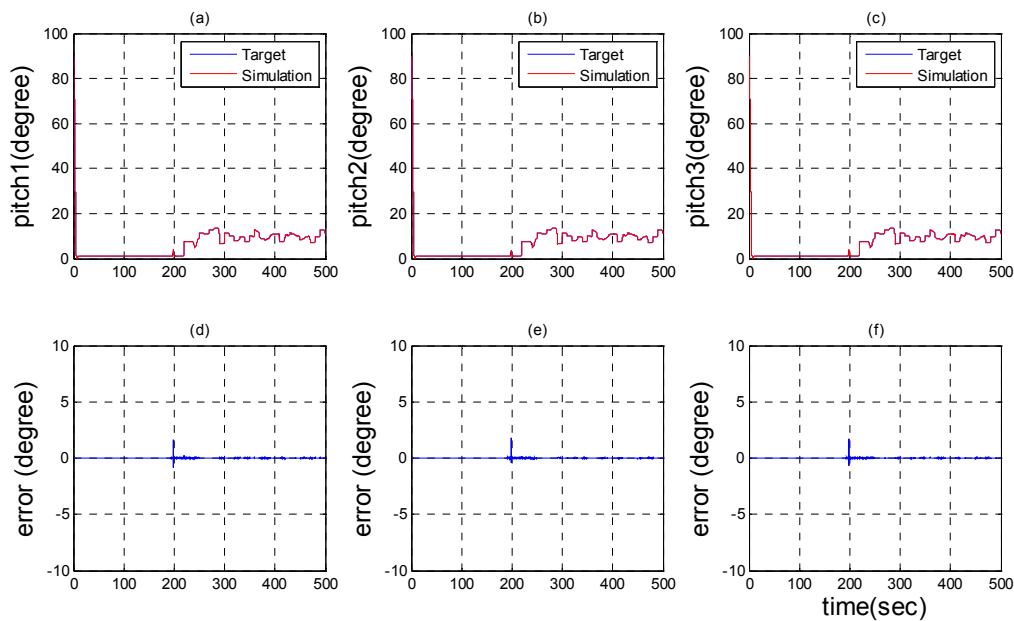 (a)
pitch1(degree)
100
80
60
40
20
0
Target
Simulation
0 100 200 300 400 500
(b)
pitch2(degree)
100
80
60
40
20
0
Target
Simulation
0 100 200 300 400 500
(c)
pitch3(degree)
100
80
60
40
20
0
Target
Simulation
0 100 200 300 400 500
(d)
error (degree)
10
5
0
-5
-10
0 100 200 300 400 500
(e)
error (degree)
10
5
0
-5
-10
0 100 200 300 400 500
(f)
error (degree)
10
5
0
-5
-10
0 100 200 300 400 500
time(sec)